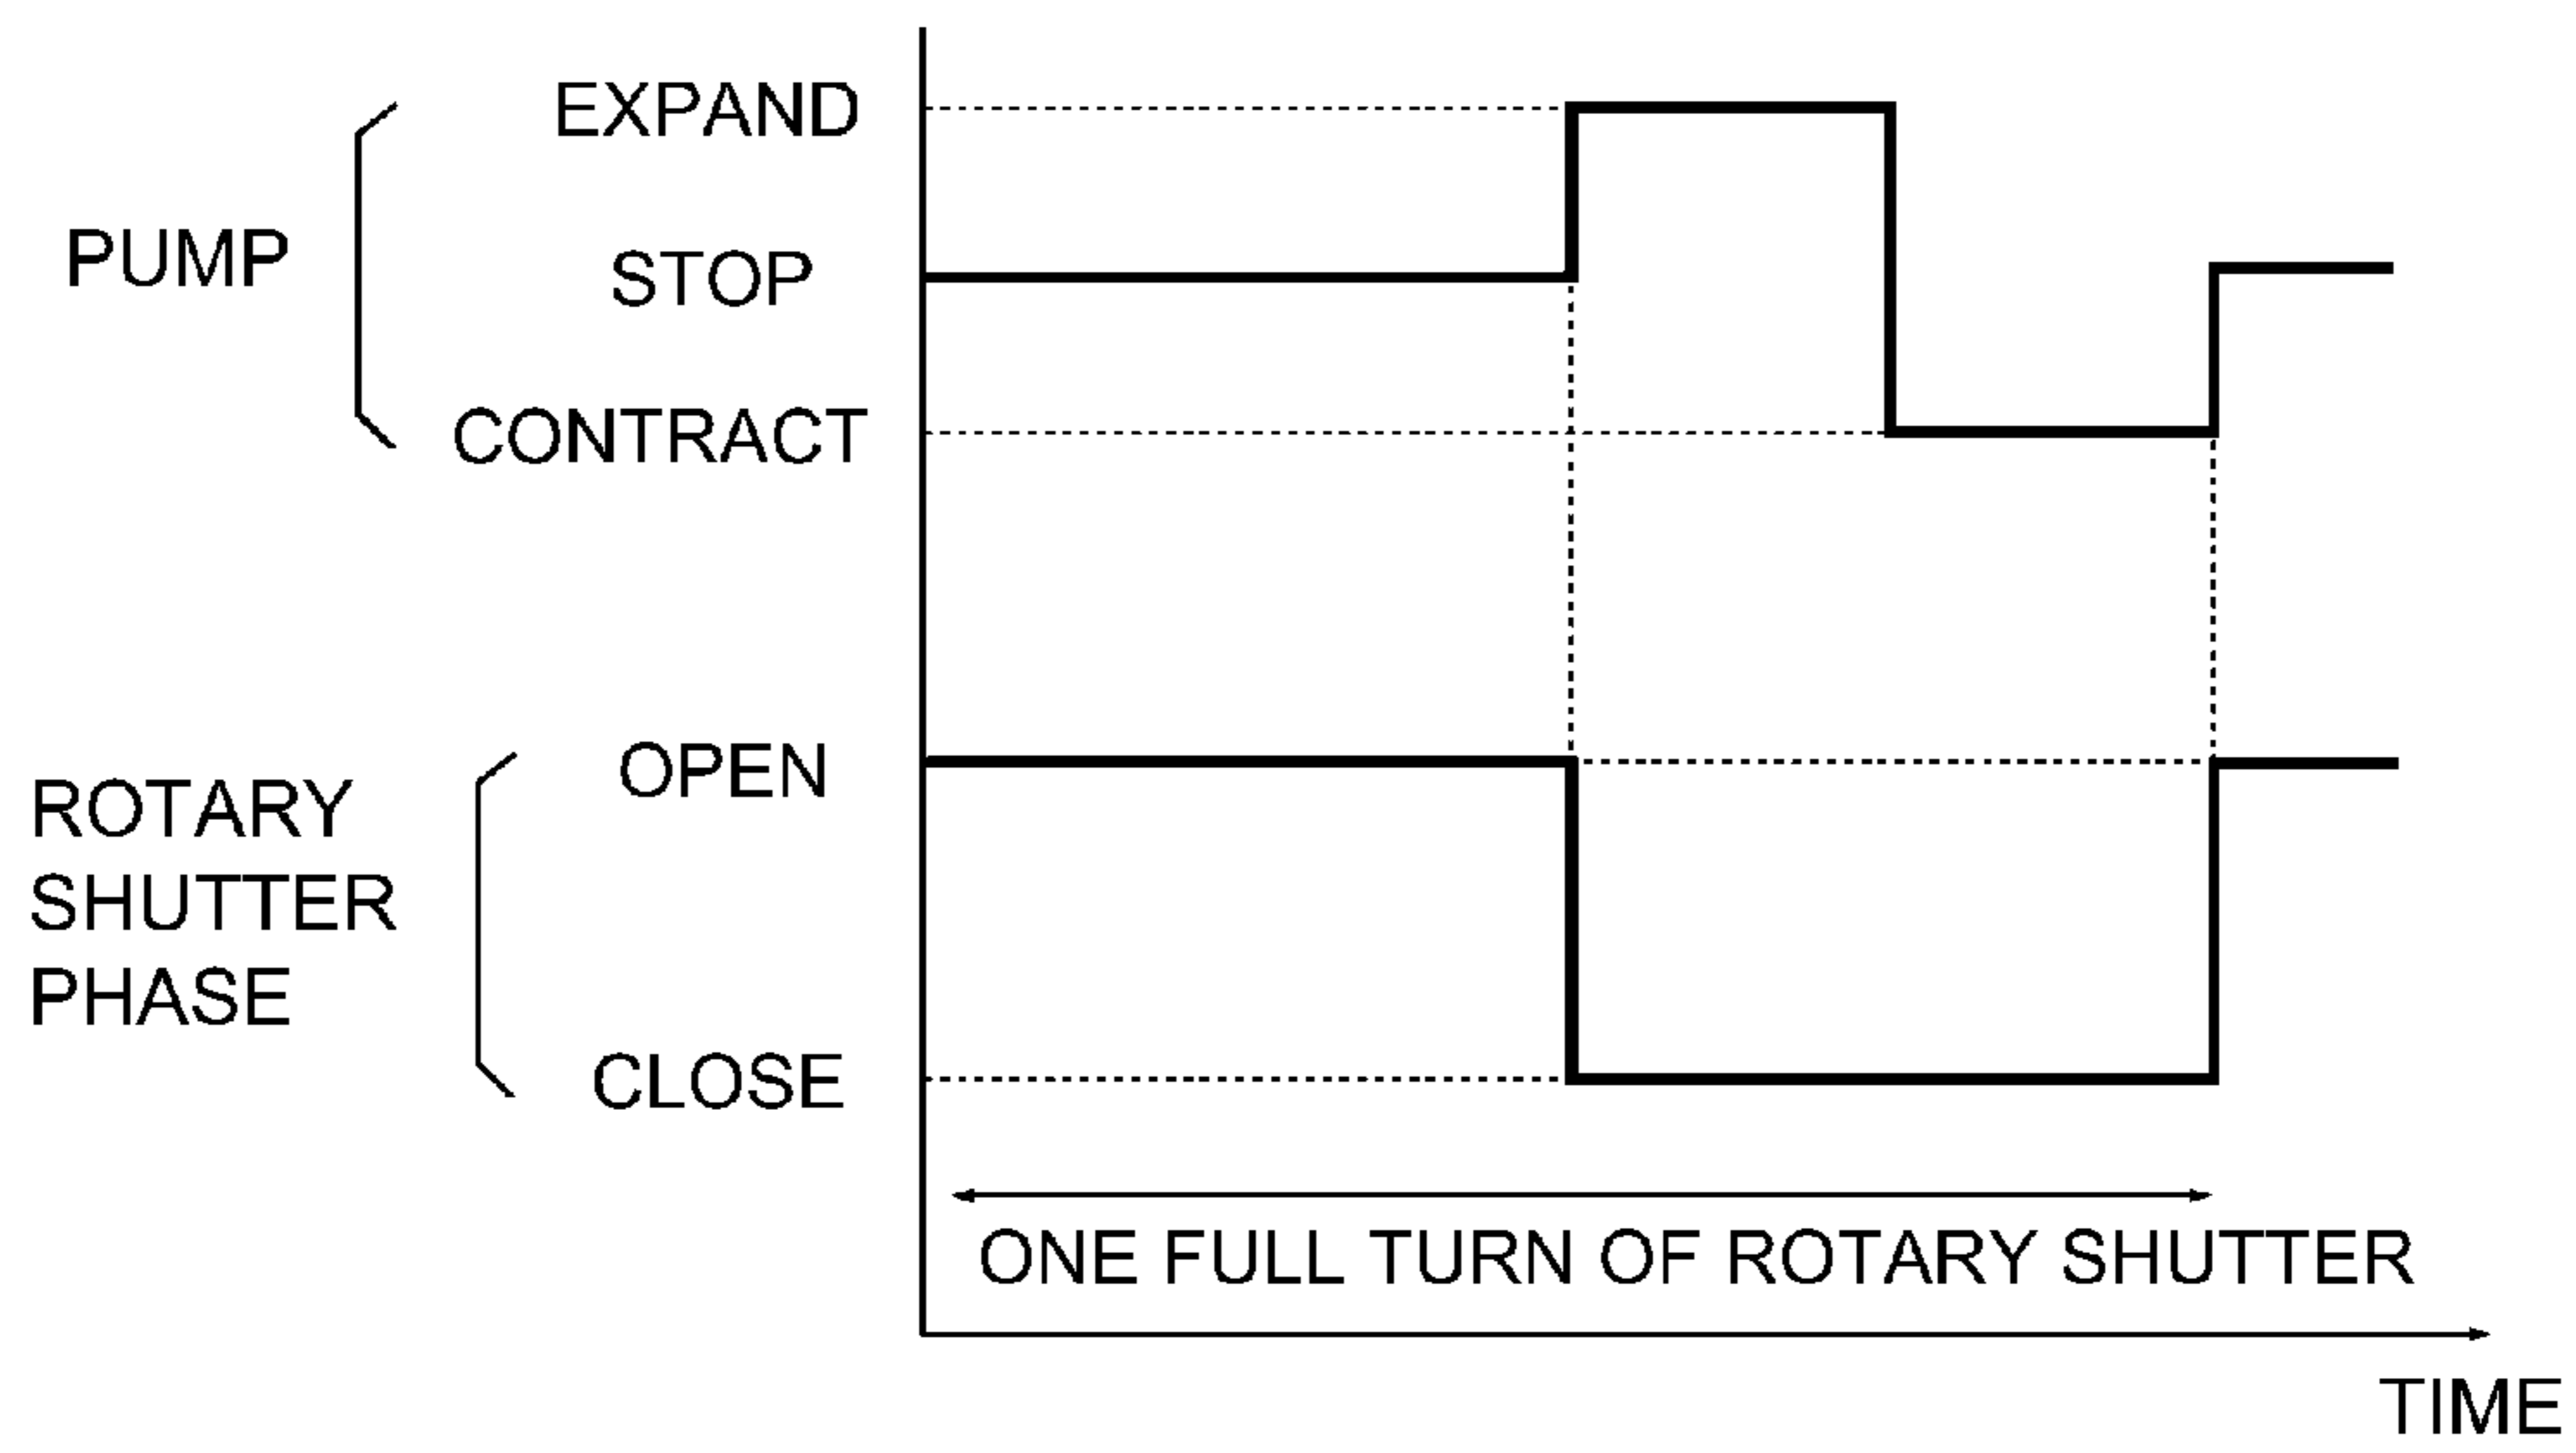 EXPAND
PUMP
STOP
CONTRACT
OPEN
ROTARY
SHUTTER
PHASE
CLOSE
ONE FULL TURN OF ROTARY SHUTTER
TIME